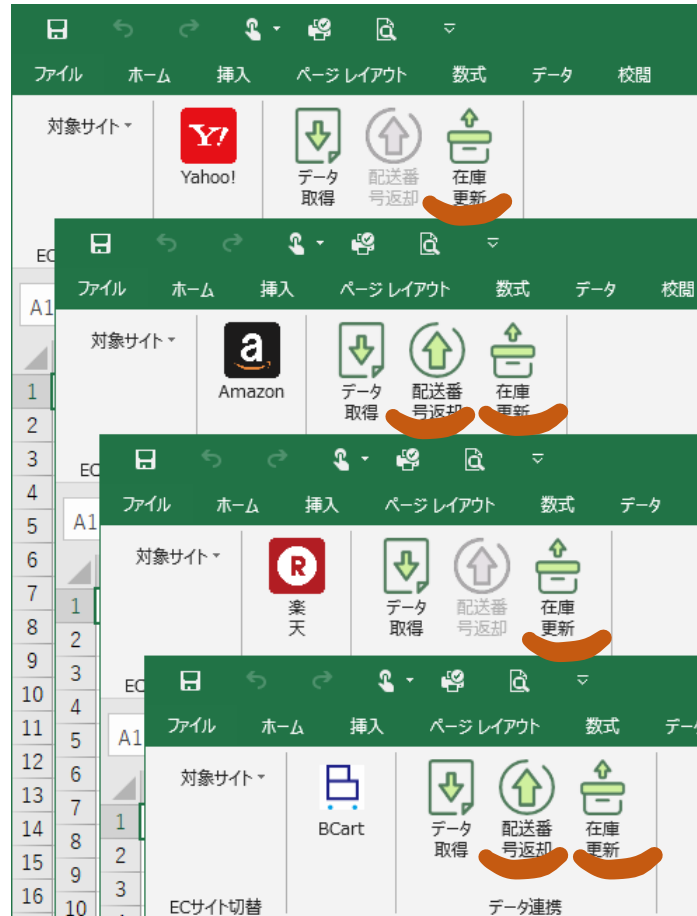 ファイル ホーム 挿入 ページ レイアウト 数式 データ 校閲
対象サイト
Y!
Yahoo!
データ
取得
配送番
号返却
在庫
更新
EC
A1
1
2
3
4
5
6
7
8
9
10
11
12
13
14
15
16
ファイル ホーム 挿入 ページ レイアウト 数式 データ 校閲
対象サイト
a
Amazon
データ
取得
配送番
号返却
在庫
更新
EC
A1
1
2
3
4
5
6
7
8
9
10
ファイル ホーム 挿入 ページ レイアウト 数式 データ
対象サイト
R
楽
天
データ
取得
配送番
号返却
在庫
更新
EC
A1
1
2
3
ファイル ホーム 挿入 ページ レイアウト 数式
対象サイト
BCart
データ
取得
配送番
号返却
在庫
更新
ECサイト切替
データ連携